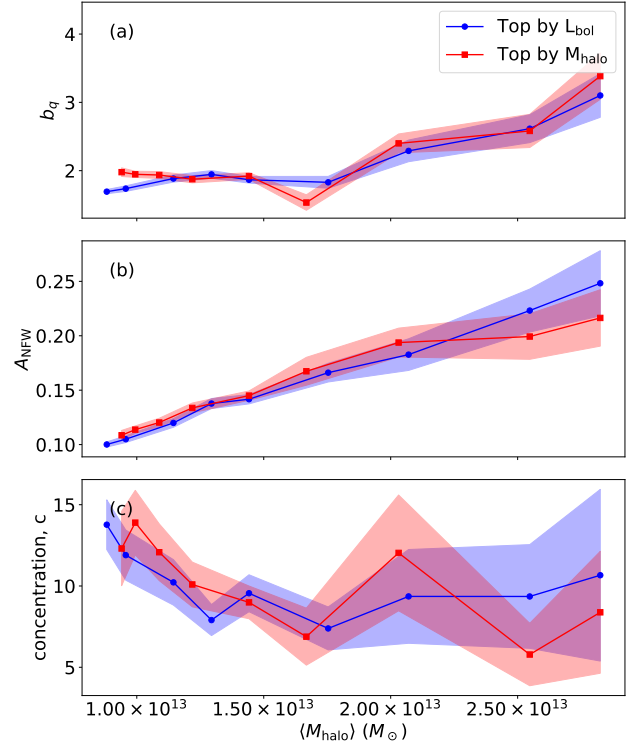 (a)
Top by L_bol
Top by M_halo
4
3
2
b_q
(b)
0.25
0.20
0.15
0.10
A_NFW
(c)
15
10
5
concentration, c
1.00 × 10^13
1.50 × 10^13
2.00 × 10^13
2.50 × 10^13
⟨M_halo⟩ (M_⊙)